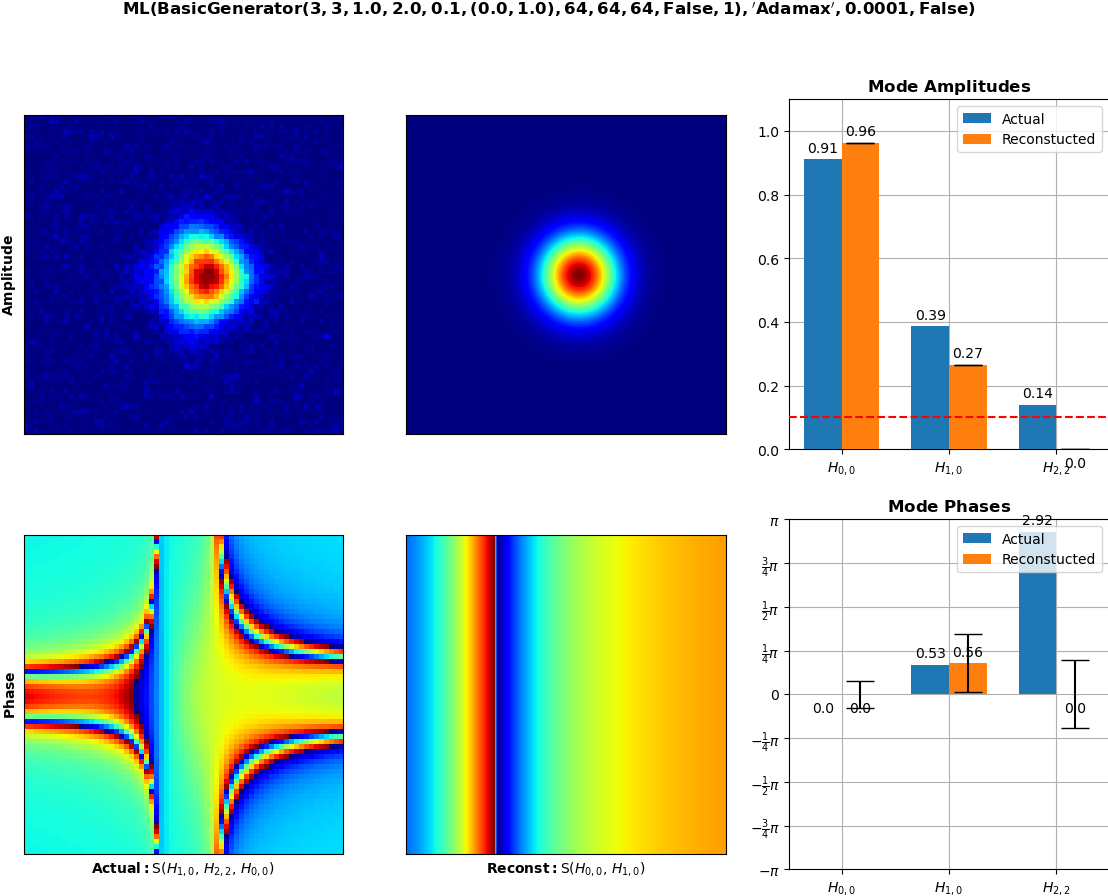 ML(BasicGenerator(3, 3, 1.0, 2.0, 0.1, (0.0, 1.0), 64, 64, 64, False, 1), ′Adamax′, 0.0001, False)
Amplitude
Mode Amplitudes
Actual
Reconstucted
1.0
0.8
0.6
0.4
0.2
0.0
0.91
0.96
0.39
0.27
0.14
0.0
H0,0
H1,0
H2,2
Phase
Actual: S(H1,0, H2,2, H0,0)
Reconst: S(H0,0, H1,0)
Mode Phases
Actual
Reconstucted
π
3/4π
1/2π
1/4π
0
−1/4π
−1/2π
−3/4π
−π
0.0
0.0
0.53
0.56
2.92
0.0
H0,0
H1,0
H2,2